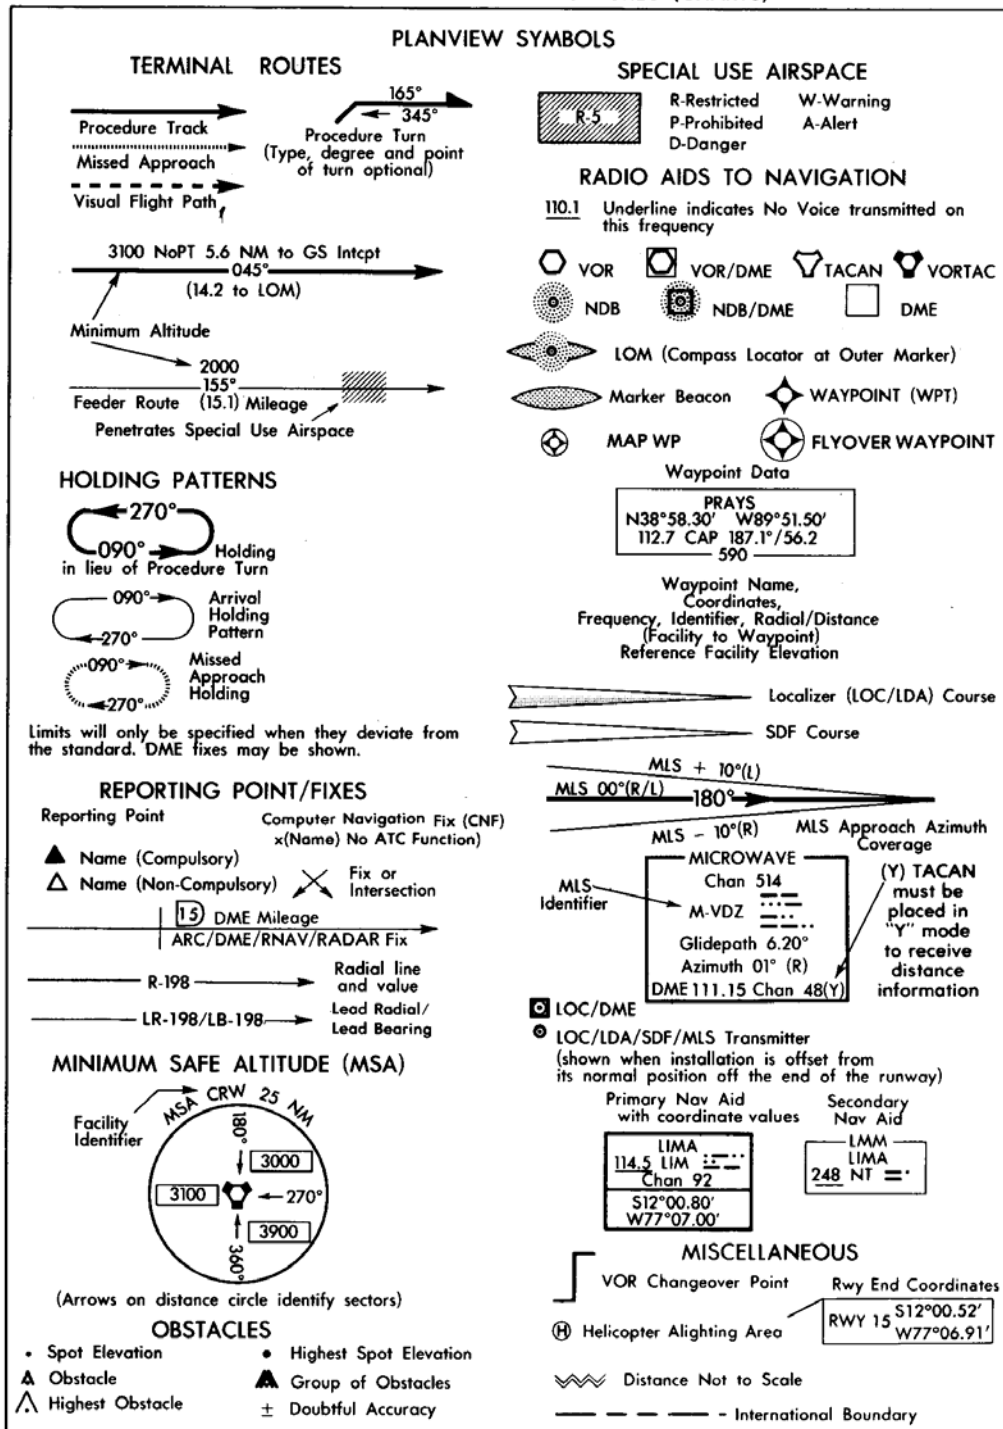 PLANVIEW SYMBOLS
TERMINAL ROUTES
Procedure Track
Missed Approach
Visual Flight Path
165°
345°
Procedure Turn
(Type, degree and point
of turn optional)
3100 NoPT 5.6 NM to GS Intcpt
045°
(14.2 to LOM)
Minimum Altitude
2000
155°
Feeder Route (15.1) Mileage
Penetrates Special Use Airspace
HOLDING PATTERNS
270°
090° Holding
in lieu of Procedure Turn
090° Arrival
Holding
270° Pattern
090° Missed
Approach
270° Holding
Limits will only be specified when they deviate from
the standard. DME fixes may be shown.
REPORTING POINT/FIXES
Reporting Point
Computer Navigation Fix (CNF)
x(Name) No ATC Function)
Name (Compulsory)
Name (Non-Compulsory)
Fix or
Intersection
15 DME Mileage
ARC/DME/RNAV/RADAR Fix
R-198
Radial line
and value
LR-198/LB-198
Lead Radial/
Lead Bearing
MINIMUM SAFE ALTITUDE (MSA)
Facility
Identifier
MSA CRW 25 NM
180°
3000
3100
270°
3900
360°
(Arrows on distance circle identify sectors)
OBSTACLES
Spot Elevation
Highest Spot Elevation
Obstacle
Group of Obstacles
Highest Obstacle
± Doubtful Accuracy
SPECIAL USE AIRSPACE
R-5
R-Restricted W-Warning
P-Prohibited A-Alert
D-Danger
RADIO AIDS TO NAVIGATION
110.1 Underline indicates No Voice transmitted on
this frequency
VOR VOR/DME TACAN VORTAC
NDB NDB/DME DME
LOM (Compass Locator at Outer Marker)
Marker Beacon WAYPOINT (WPT)
MAP WP FLYOVER WAYPOINT
Waypoint Data
PRAYS
N38°58.30' W89°51.50'
112.7 CAP 187.1°/56.2
590
Waypoint Name,
Coordinates,
Frequency, Identifier, Radial/Distance
(Facility to Waypoint)
Reference Facility Elevation
Localizer (LOC/LDA) Course
SDF Course
MLS + 10°(L)
MLS 00°(R/L) 180°
MLS - 10°(R)
MLS Approach Azimuth
Coverage
MLS
Identifier
MICROWAVE
Chan 514
M-VDZ
Glidepath 6.20°
Azimuth 01° (R)
DME 111.15 Chan 48(Y)
(Y) TACAN
must be
placed in
"Y" mode
to receive
distance
information
LOC/DME
LOC/LDA/SDF/MLS Transmitter
(shown when installation is offset from
its normal position off the end of the runway)
Primary Nav Aid
with coordinate values
LIMA
114.5 LIM
Chan 92
S12°00.80'
W77°07.00'
Secondary
Nav Aid
LMM
LIMA
248 NT
MISCELLANEOUS
VOR Changeover Point
Rwy End Coordinates
RWY 15 S12°00.52'
W77°06.91'
H Helicopter Alighting Area
Distance Not to Scale
International Boundary